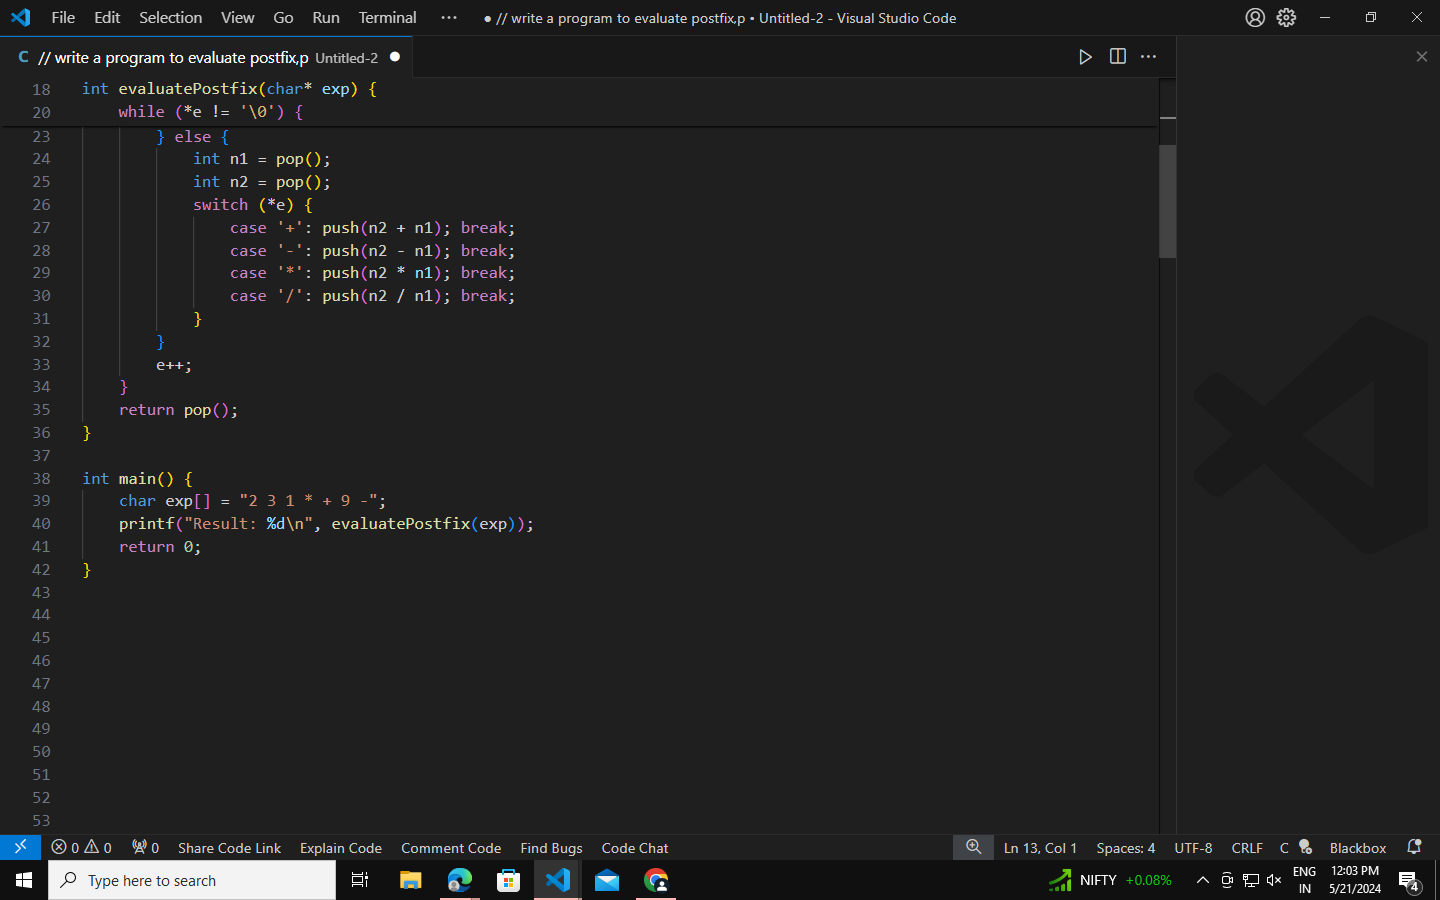 File Edit Selection View Go Run Terminal ··· ● // write a program to evaluate postfix,p • Untitled-2 - Visual Studio Code
C // write a program to evaluate postfix,p Untitled-2 ●
18 int evaluatePostfix(char* exp) {
20     while (*e != '\0') {
23         } else {
24             int n1 = pop();
25             int n2 = pop();
26             switch (*e) {
27                 case '+': push(n2 + n1); break;
28                 case '-': push(n2 - n1); break;
29                 case '*': push(n2 * n1); break;
30                 case '/': push(n2 / n1); break;
31             }
32         }
33         e++;
34     }
35     return pop();
36 }
37
38 int main() {
39     char exp[] = "2 3 1 * + 9 -";
40     printf("Result: %d\n", evaluatePostfix(exp));
41     return 0;
42 }
43
44
45
46
47
48
49
50
51
52
53
0 0 0 Share Code Link Explain Code Comment Code Find Bugs Code Chat Ln 13, Col 1 Spaces: 4 UTF-8 CRLF C Blackbox
Type here to search NIFTY +0.08% ENG IN 12:03 PM 5/21/2024 4